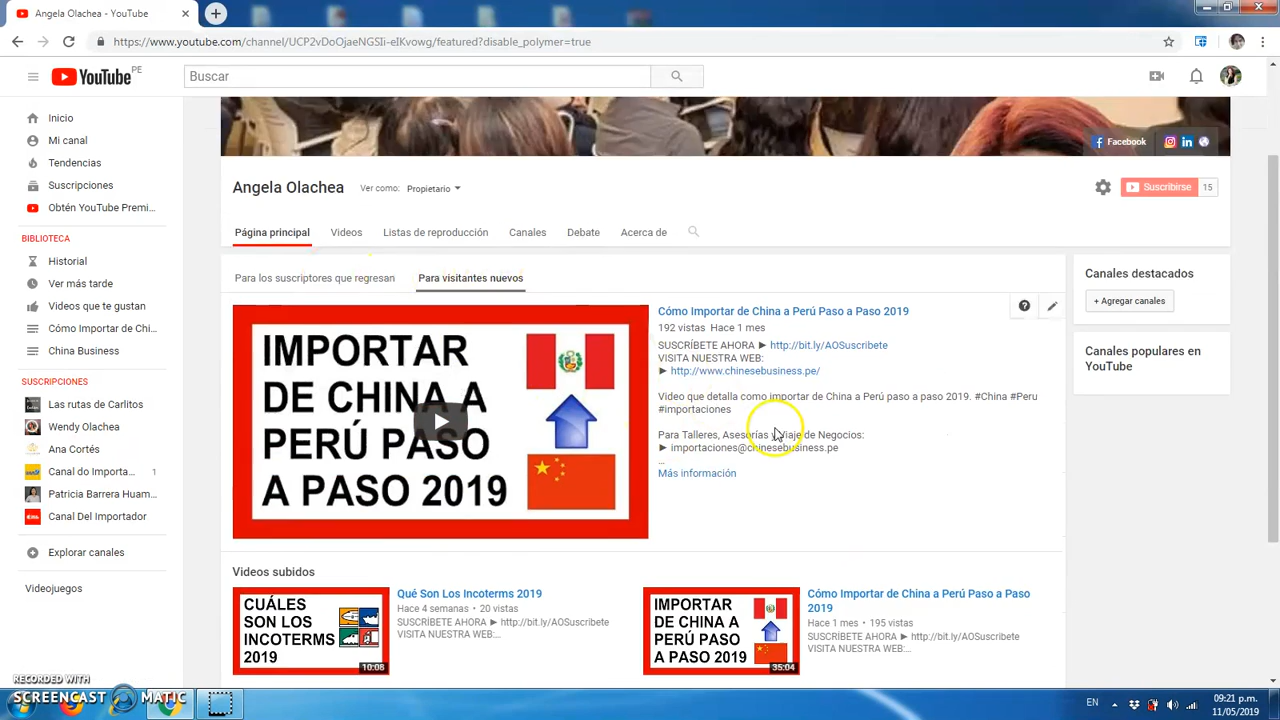 Angela Olachea - YouTube
https://www.youtube.com/channel/UCP2vDoOjaeNGSIi-eIKvowg/featured?disable_polymer=true
YouTube PE
Buscar
Inicio
Mi canal
Tendencias
Suscripciones
Obtén YouTube Premi...
BIBLIOTECA
Historial
Ver más tarde
Videos que te gustan
Cómo Importar de Chi...
China Business
SUSCRIPCIONES
Las rutas de Carlitos
Wendy Olachea
Ana Cortés
Canal do Importa... 1
Patricia Barrera Huam...
Canal Del Importador
Explorar canales
Videojuegos
Facebook
Angela Olachea Ver como: Propietario
Suscribirse 15
Página principal Videos Listas de reproducción Canales Debate Acerca de
Para los suscriptores que regresan Para visitantes nuevos
IMPORTAR
DE CHINA A
PERÚ PASO
A PASO 2019
Cómo Importar de China a Perú Paso a Paso 2019
192 vistas Hace 1 mes
SUSCRÍBETE AHORA ► http://bit.ly/AOSuscribete
VISITA NUESTRA WEB:
► http://www.chinesebusiness.pe/
Video que detalla como importar de China a Perú paso a paso 2019. #China #Peru
#importaciones
Para Talleres, Asesorías y Viaje de Negocios:
► importaciones@chinesebusiness.pe
...
Más información
Canales destacados
+ Agregar canales
Canales populares en
YouTube
Videos subidos
CUÁLES
SON LOS
INCOTERMS
2019
10:08
Qué Son Los Incoterms 2019
Hace 4 semanas • 20 vistas
SUSCRÍBETE AHORA ► http://bit.ly/AOSuscribete
VISITA NUESTRA WEB:...
IMPORTAR
DE CHINA A
PERÚ PASO
A PASO 2019
35:04
Cómo Importar de China a Perú Paso a Paso
2019
Hace 1 mes • 195 vistas
SUSCRÍBETE AHORA ► http://bit.ly/AOSuscribete
VISITA NUESTRA WEB:...
RECORDED WITH
SCREENCAST MATIC
EN
09:21 p.m.
11/05/2019